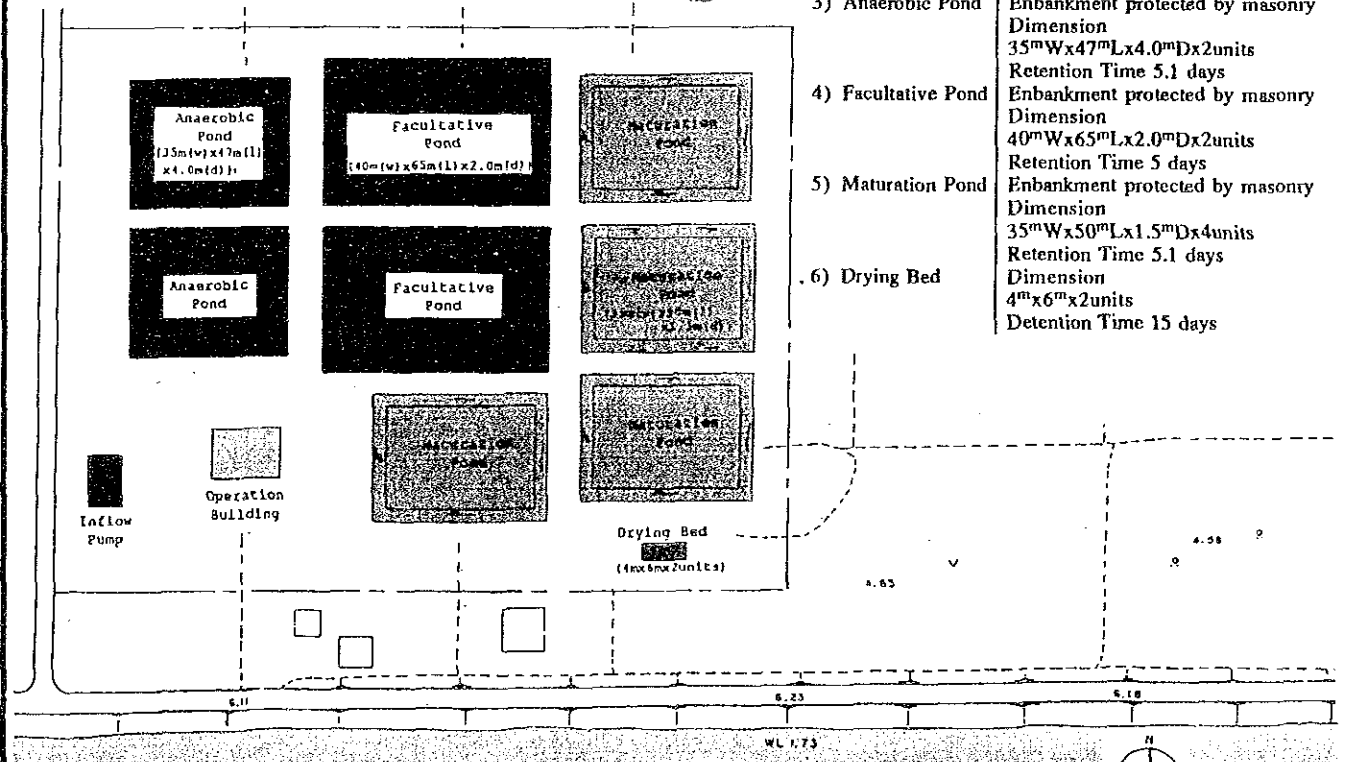 3) Anaerobic Pond
Enbankment protected by masonry
Dimension
35mWx47mLx4.0mDx2units
Retention Time 5.1 days
4) Facultative Pond
Enbankment protected by masonry
Dimension
40mWx65mLx2.0mDx2units
Retention Time 5 days
5) Maturation Pond
Enbankment protected by masonry
Dimension
35mWx50mLx1.5mDx4units
Retention Time 5.1 days
6) Drying Bed
Dimension
4mx6mx2units
Detention Time 15 days
Anaerobic
Pond
(35m(w)x47m(l)
x4.0m(d))
Facultative
Pond
(40m(w)x65m(l)x2.0m(d))
Maturation
Pond
Anaerobic
Pond
Facultative
Pond
Maturation
Pond
Maturation
Pond
Maturation
Pond
Inflow
Pump
Operation
Building
Drying Bed
(4mx6mx2units)
4.58
6.11
6.23
6.18
WL 1.73
N